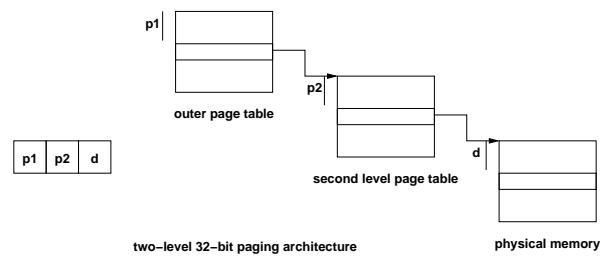 p1
outer page table
p2
p1 p2 d
second level page table
d
two–level 32–bit paging architecture
physical memory